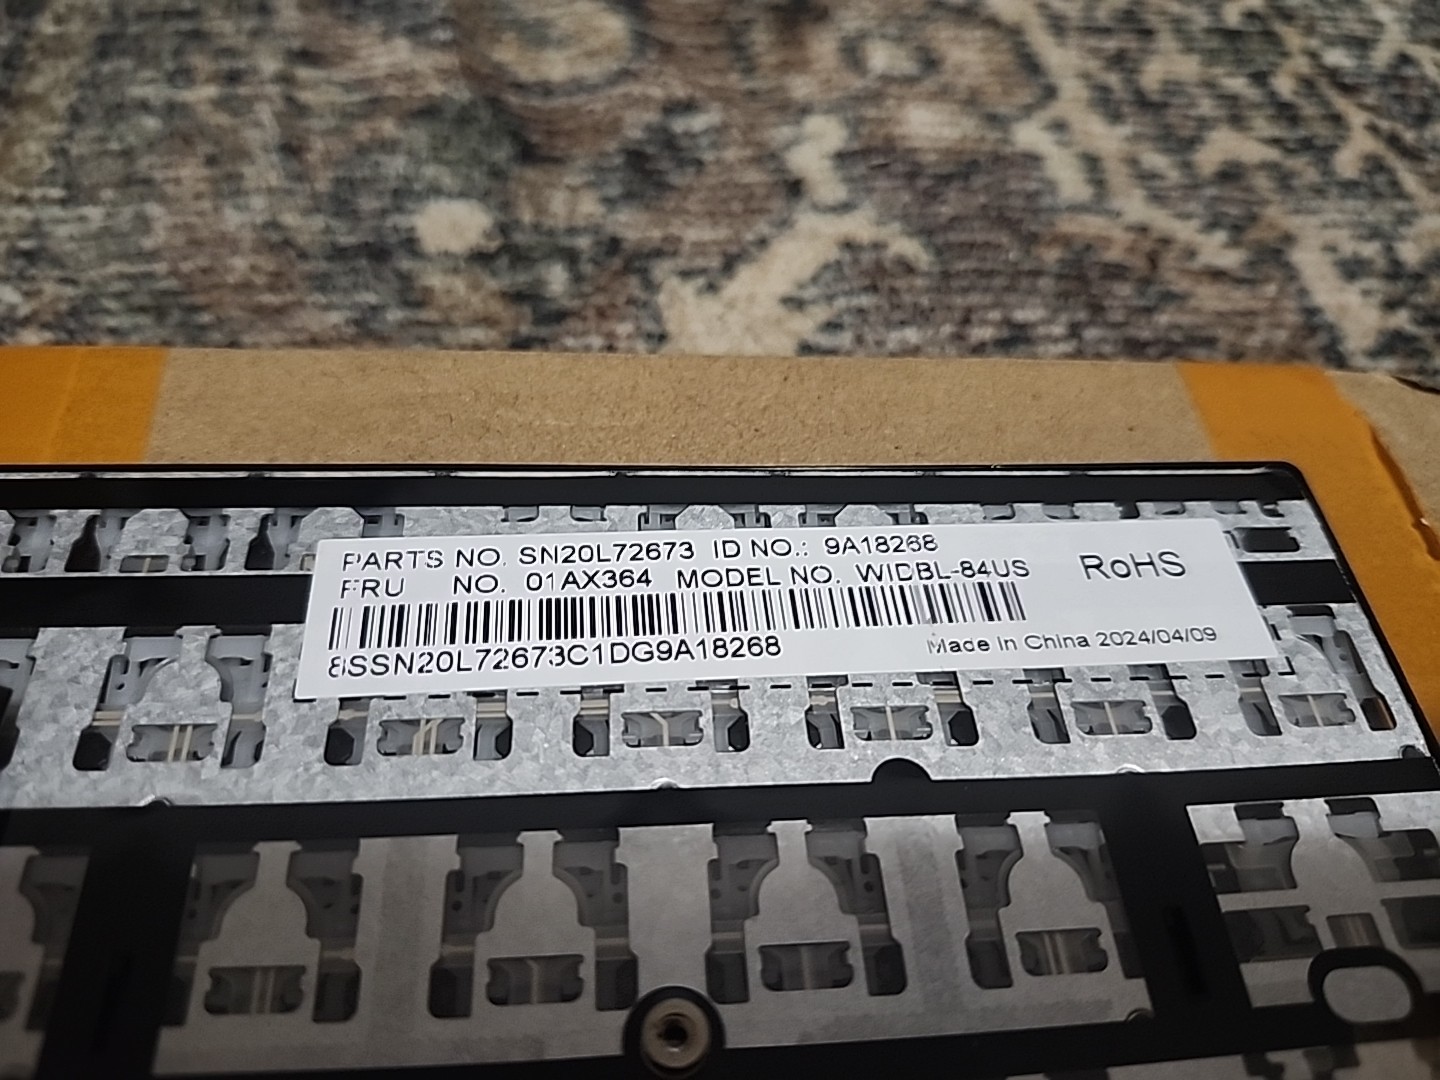 PARTS NO. SN20L72673 ID NO.: 9A18268
FRU NO. 01AX364 MODEL NO. WIDBL-84US
RoHS
8SSN20L72673C1DG9A18268
Made In China 2024/04/09